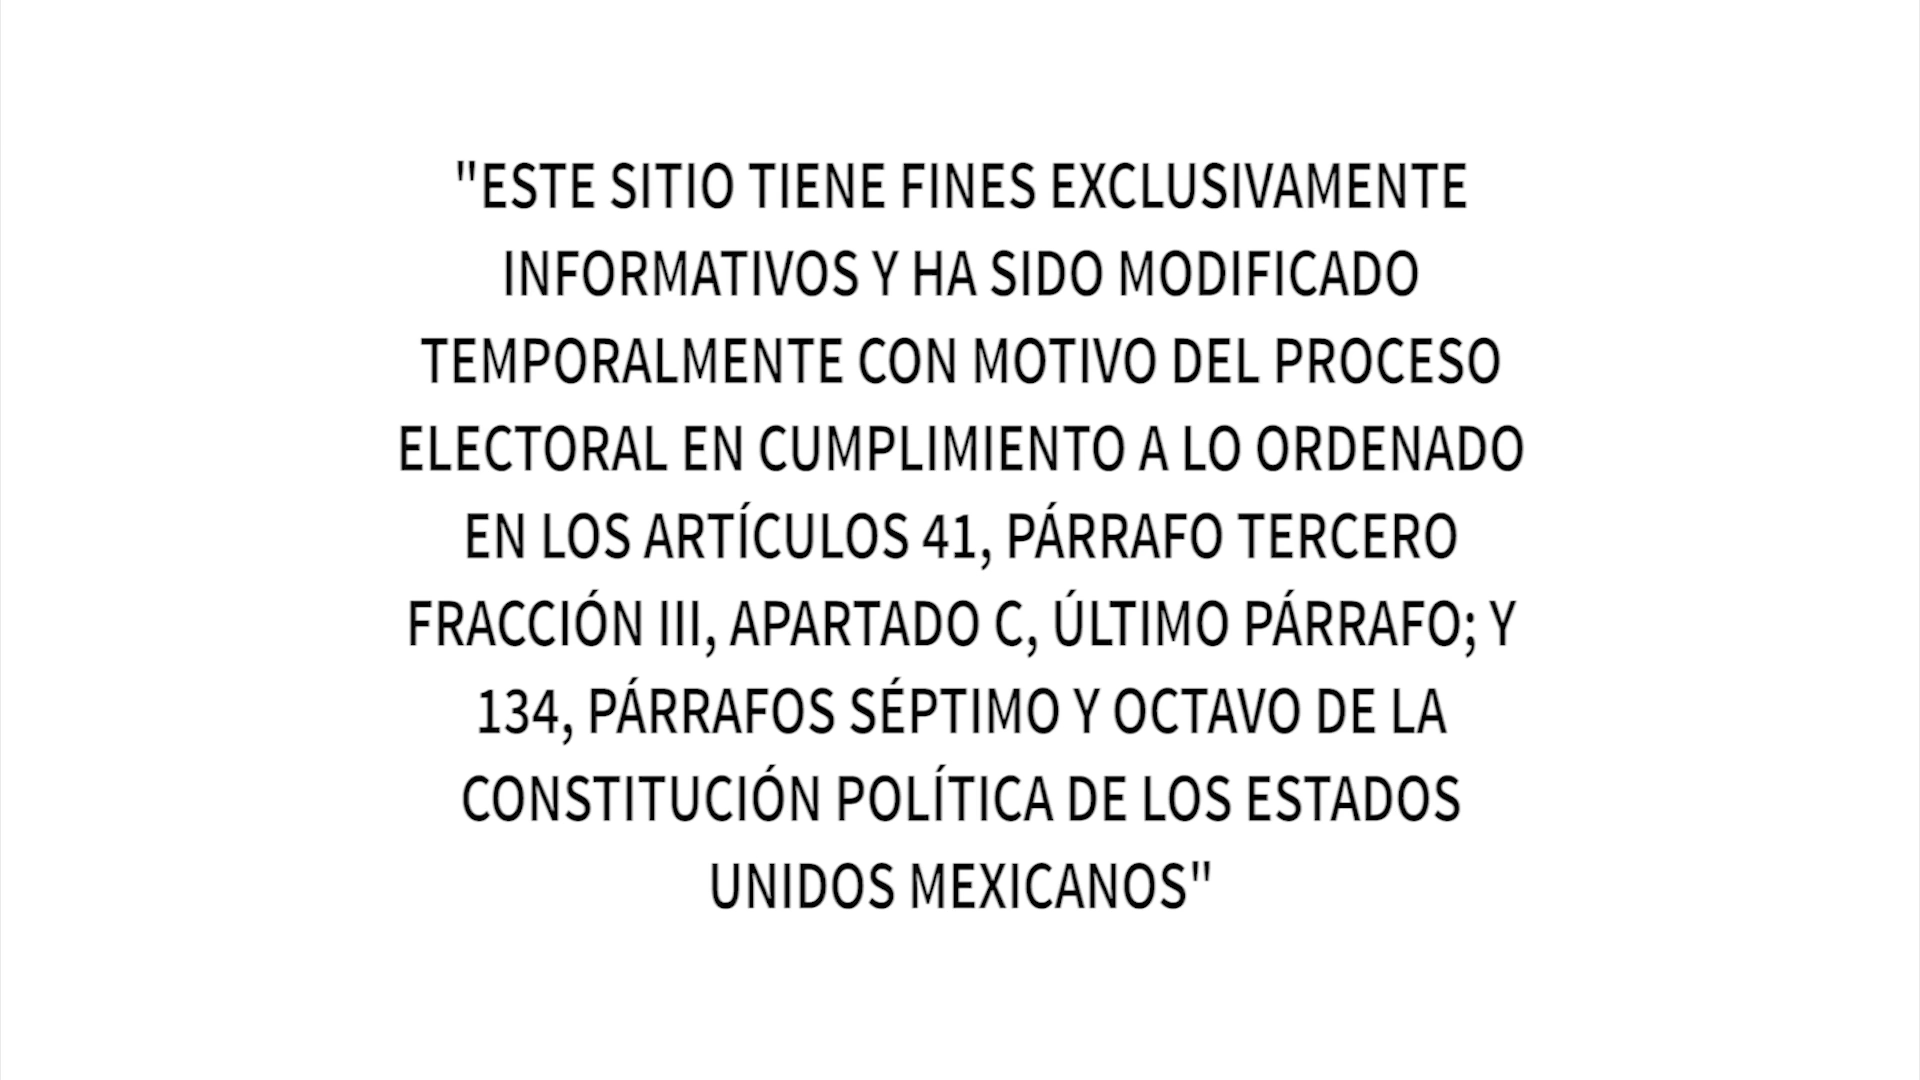 "ESTE SITIO TIENE FINES EXCLUSIVAMENTE
INFORMATIVOS Y HA SIDO MODIFICADO
TEMPORALMENTE CON MOTIVO DEL PROCESO
ELECTORAL EN CUMPLIMIENTO A LO ORDENADO
EN LOS ARTÍCULOS 41, PÁRRAFO TERCERO
FRACCIÓN III, APARTADO C, ÚLTIMO PÁRRAFO; Y
134, PÁRRAFOS SÉPTIMO Y OCTAVO DE LA
CONSTITUCIÓN POLÍTICA DE LOS ESTADOS
UNIDOS MEXICANOS"